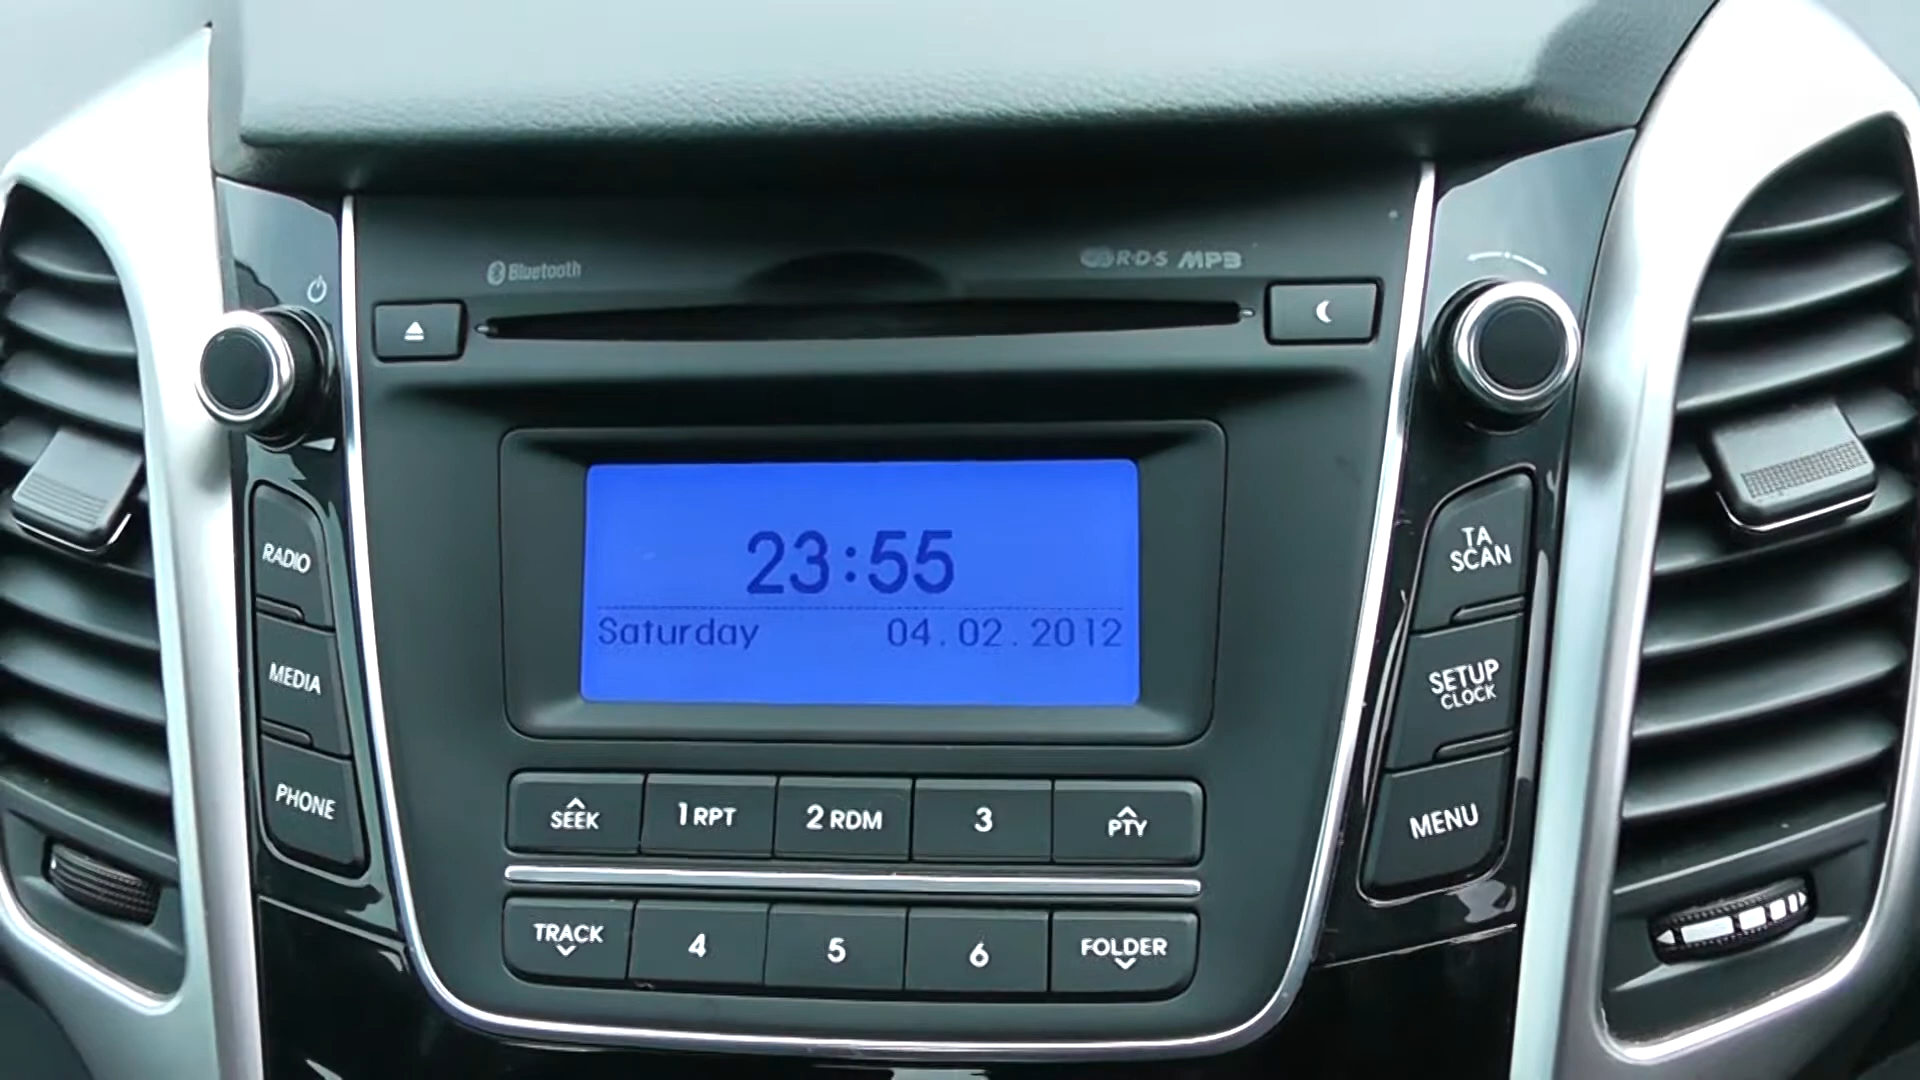 Bluetooth
R·D·S MP3
23:55
Saturday 04.02.2012
RADIO
MEDIA
PHONE
TA
SCAN
SETUP
CLOCK
MENU
SEEK 1 RPT 2 RDM 3 PTY
TRACK 4 5 6 FOLDER